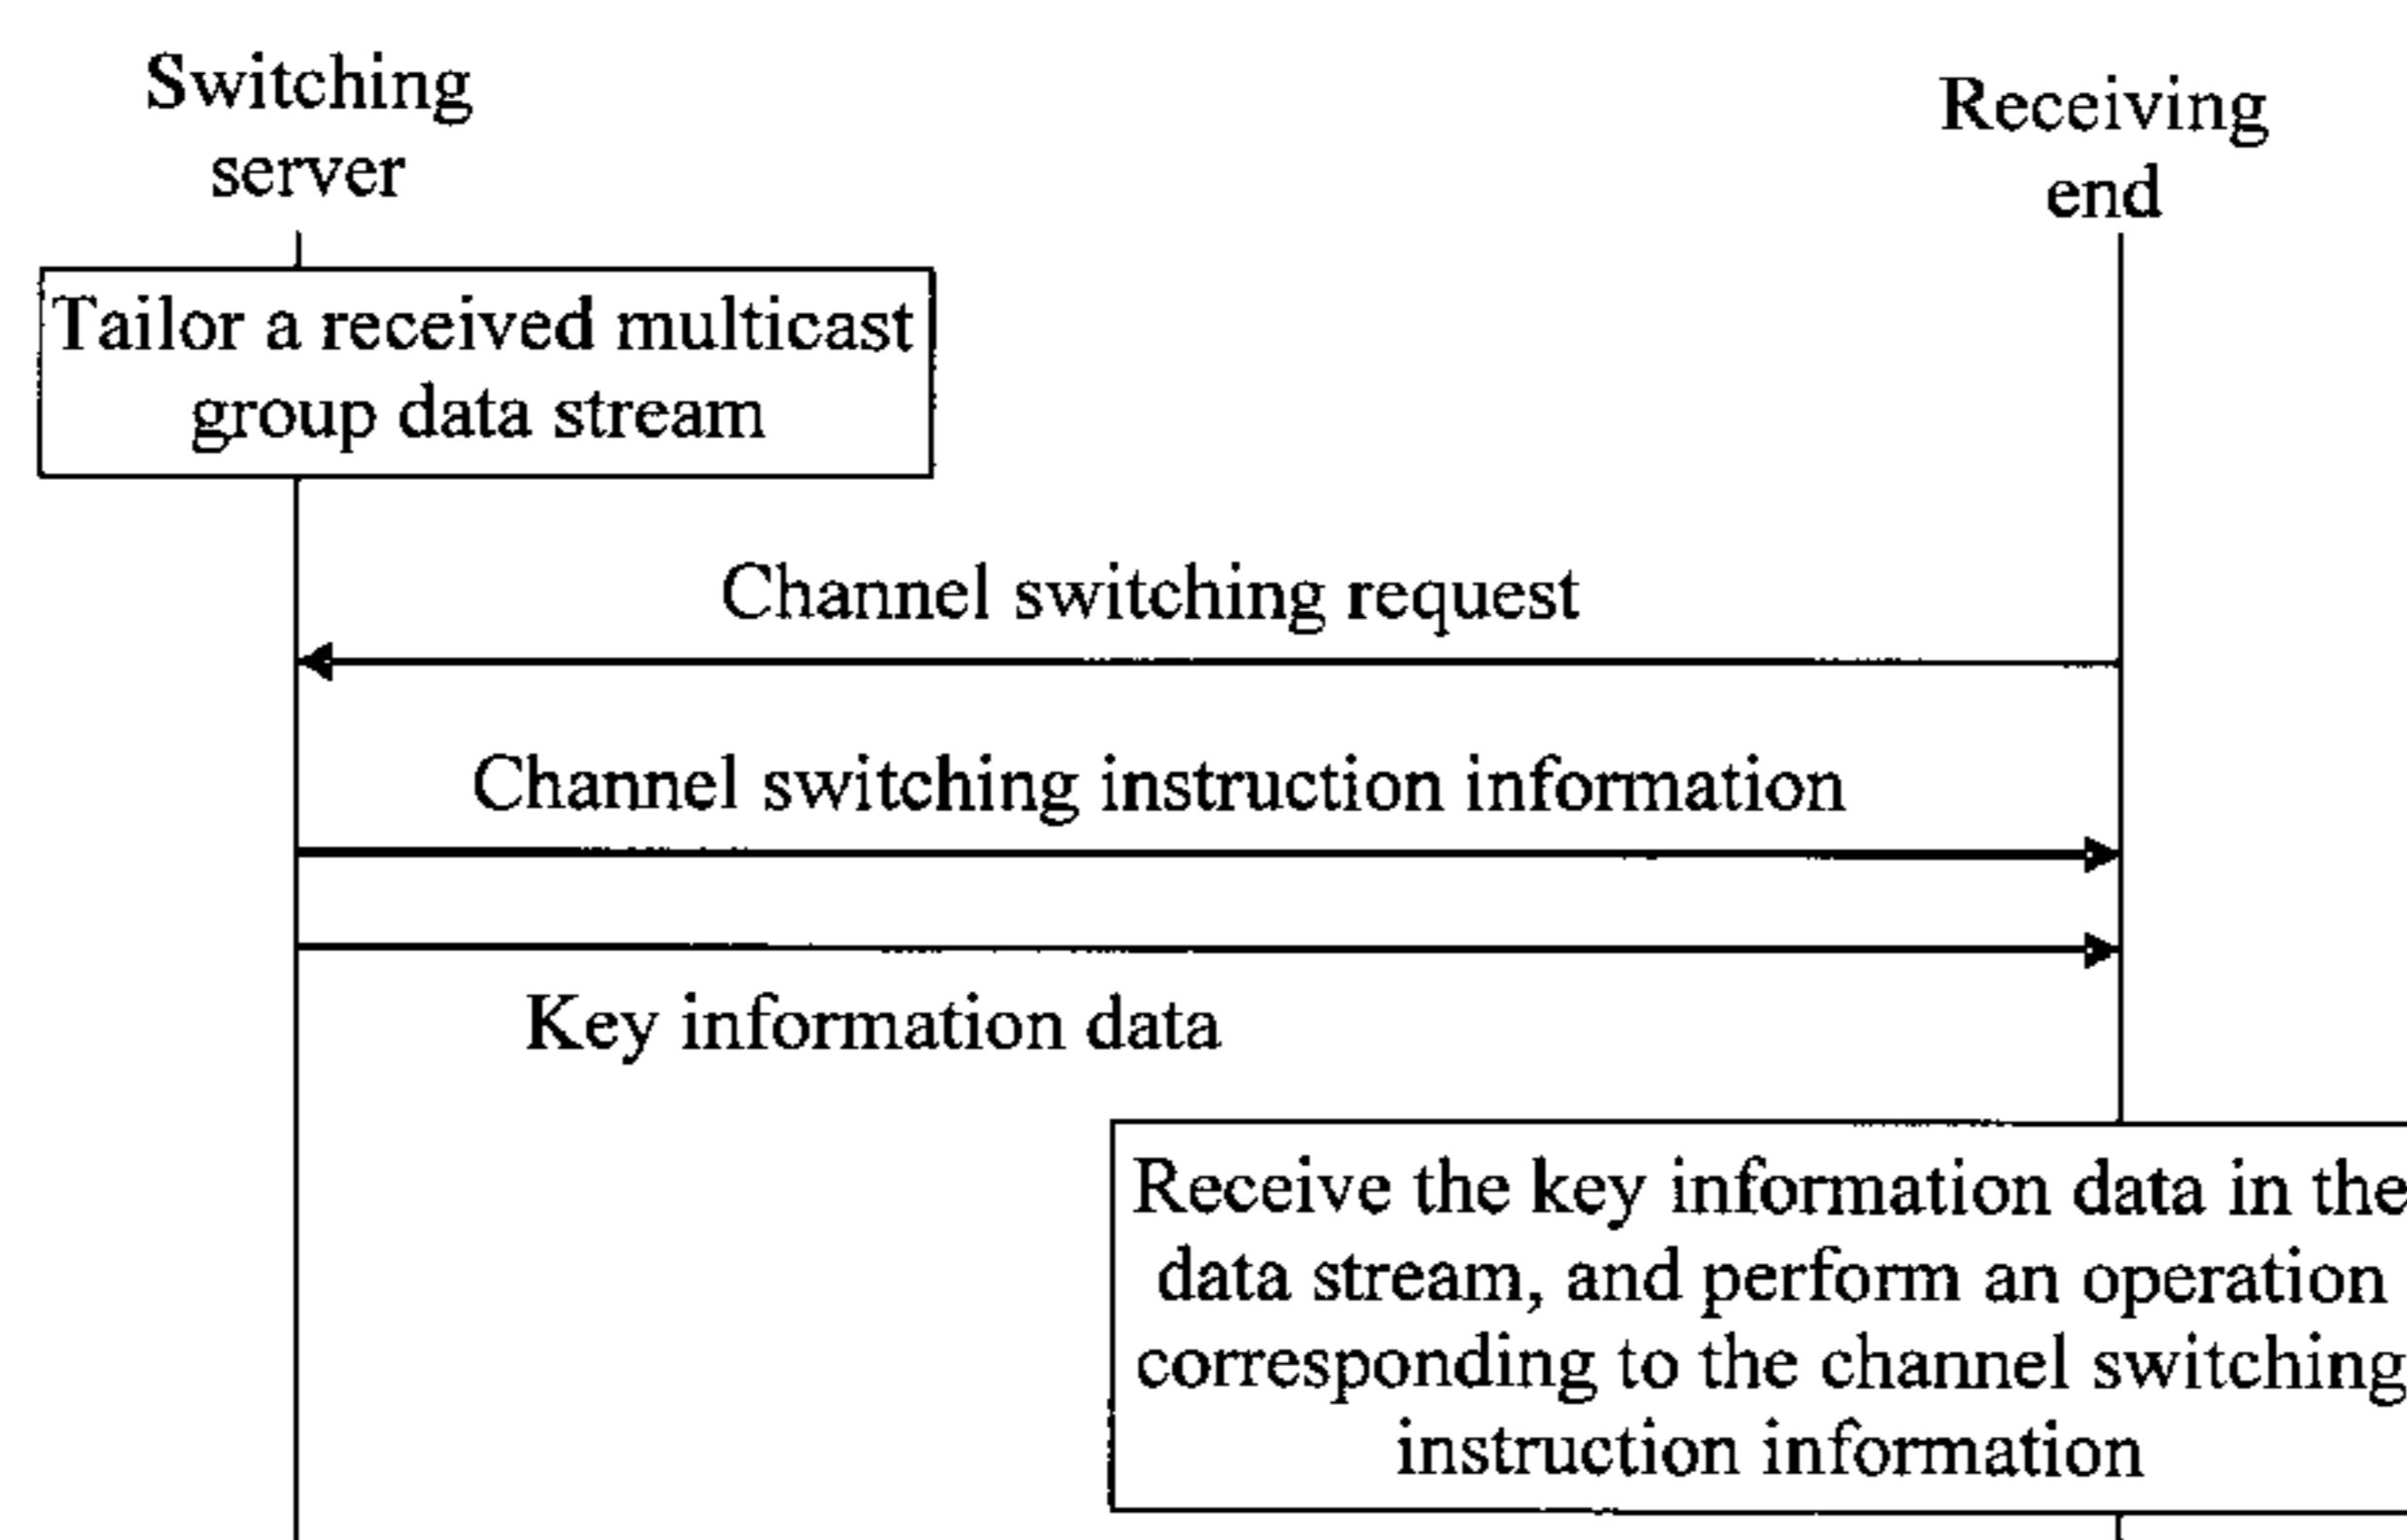 Switching
server
Receiving
end
Tailor a received multicast
group data stream
Channel switching request
Channel switching instruction information
Key information data
Receive the key information data in the
data stream, and perform an operation
corresponding to the channel switching
instruction information